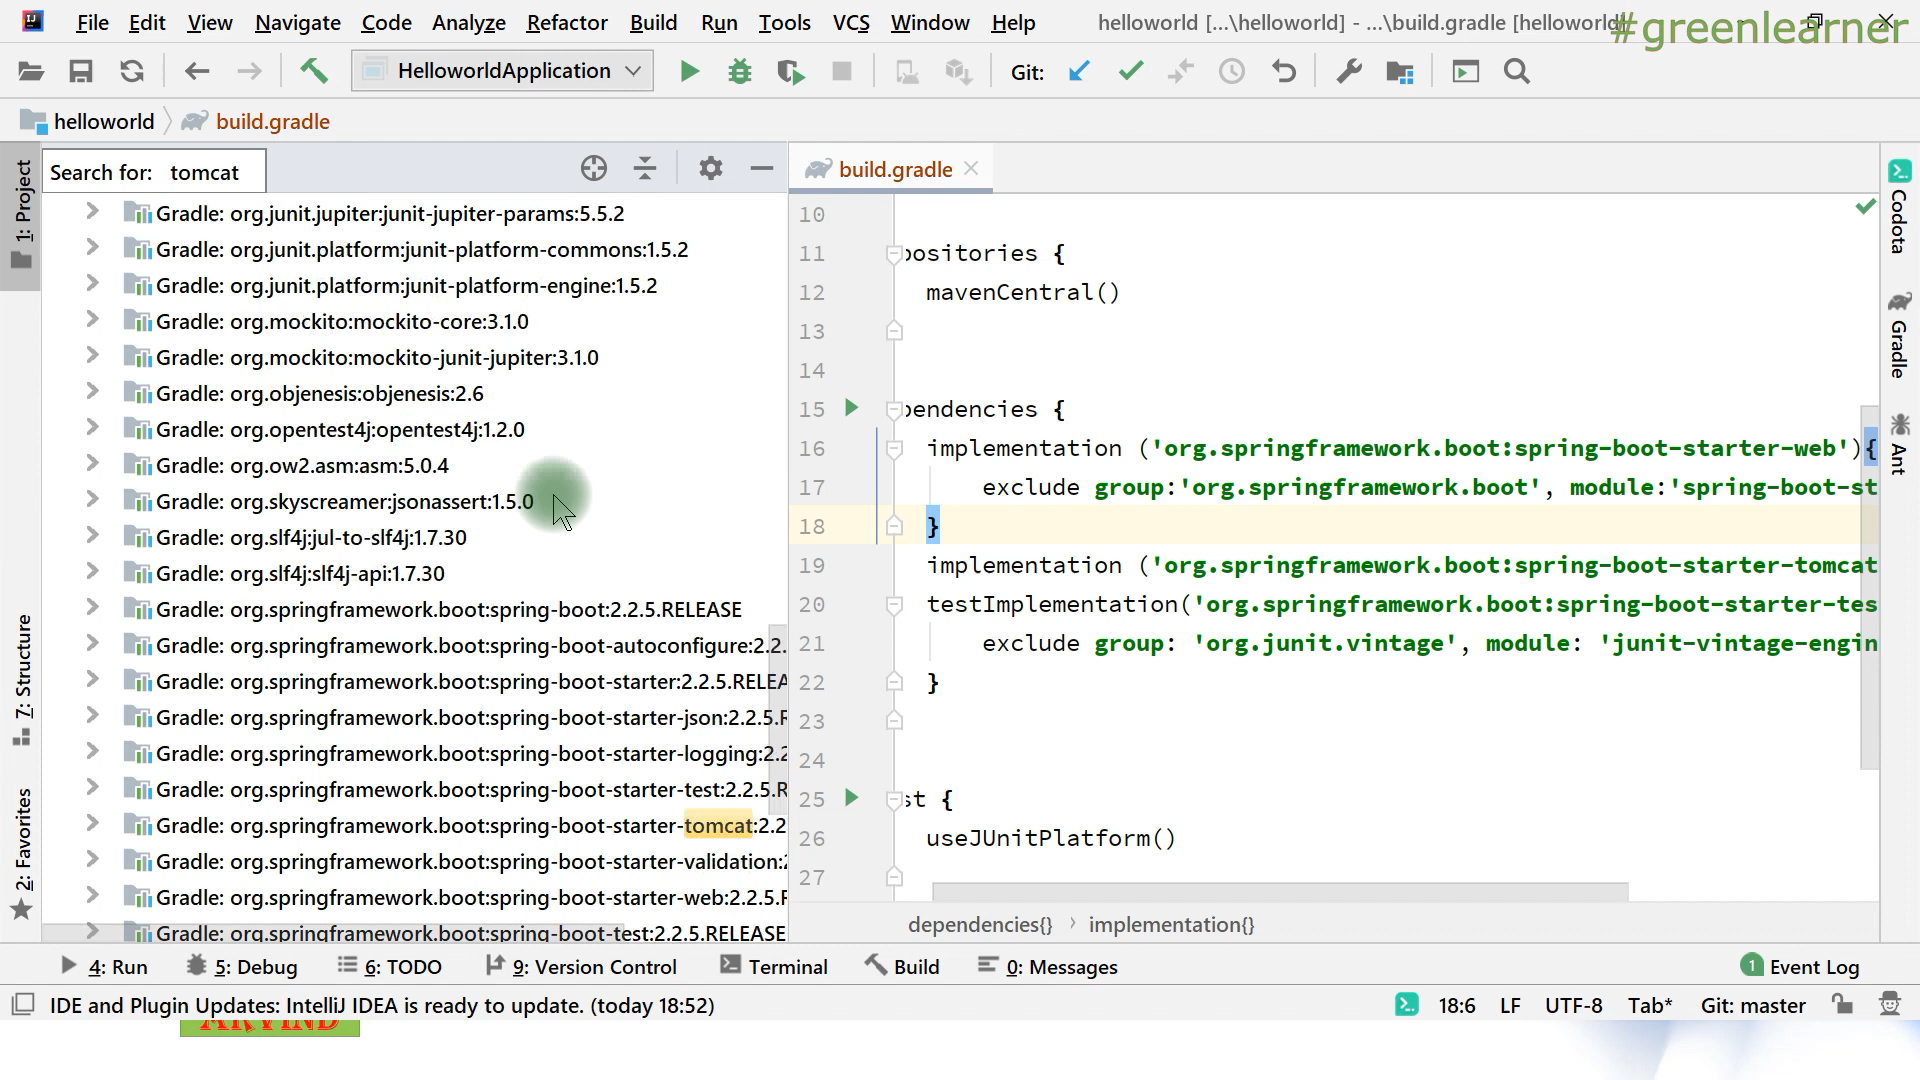 File Edit View Navigate Code Analyze Refactor Build Run Tools VCS Window Help helloworld [...\helloworld] - ...\build.gradle [helloworld]
#greenlearner
HelloworldApplication Git:
helloworld build.gradle
Search for: tomcat
build.gradle
Gradle: org.junit.jupiter:junit-jupiter-params:5.5.2
Gradle: org.junit.platform:junit-platform-commons:1.5.2
Gradle: org.junit.platform:junit-platform-engine:1.5.2
Gradle: org.mockito:mockito-core:3.1.0
Gradle: org.mockito:mockito-junit-jupiter:3.1.0
Gradle: org.objenesis:objenesis:2.6
Gradle: org.opentest4j:opentest4j:1.2.0
Gradle: org.ow2.asm:asm:5.0.4
Gradle: org.skyscreamer:jsonassert:1.5.0
Gradle: org.slf4j:jul-to-slf4j:1.7.30
Gradle: org.slf4j:slf4j-api:1.7.30
Gradle: org.springframework.boot:spring-boot:2.2.5.RELEASE
Gradle: org.springframework.boot:spring-boot-autoconfigure:2.2.
Gradle: org.springframework.boot:spring-boot-starter:2.2.5.RELEA
Gradle: org.springframework.boot:spring-boot-starter-json:2.2.5.R
Gradle: org.springframework.boot:spring-boot-starter-logging:2.2
Gradle: org.springframework.boot:spring-boot-starter-test:2.2.5.R
Gradle: org.springframework.boot:spring-boot-starter-tomcat:2.2
Gradle: org.springframework.boot:spring-boot-starter-validation:2
Gradle: org.springframework.boot:spring-boot-starter-web:2.2.5.R
Gradle: org.springframework.boot:spring-boot-test:2.2.5.RELEASE
10
11 positories {
12 mavenCentral()
13
14
15 pendencies {
16 implementation ('org.springframework.boot:spring-boot-starter-web'){
17 exclude group:'org.springframework.boot', module:'spring-boot-st
18 }
19 implementation ('org.springframework.boot:spring-boot-starter-tomcat
20 testImplementation('org.springframework.boot:spring-boot-starter-tes
21 exclude group: 'org.junit.vintage', module: 'junit-vintage-engin
22 }
23
24
25 st {
26 useJUnitPlatform()
27
dependencies{} › implementation{}
1: Project
7: Structure
2: Favorites
Codota
Gradle
Ant
4: Run 5: Debug 6: TODO 9: Version Control Terminal Build 0: Messages 1 Event Log
IDE and Plugin Updates: IntelliJ IDEA is ready to update. (today 18:52) 18:6 LF UTF-8 Tab* Git: master
ARVIND